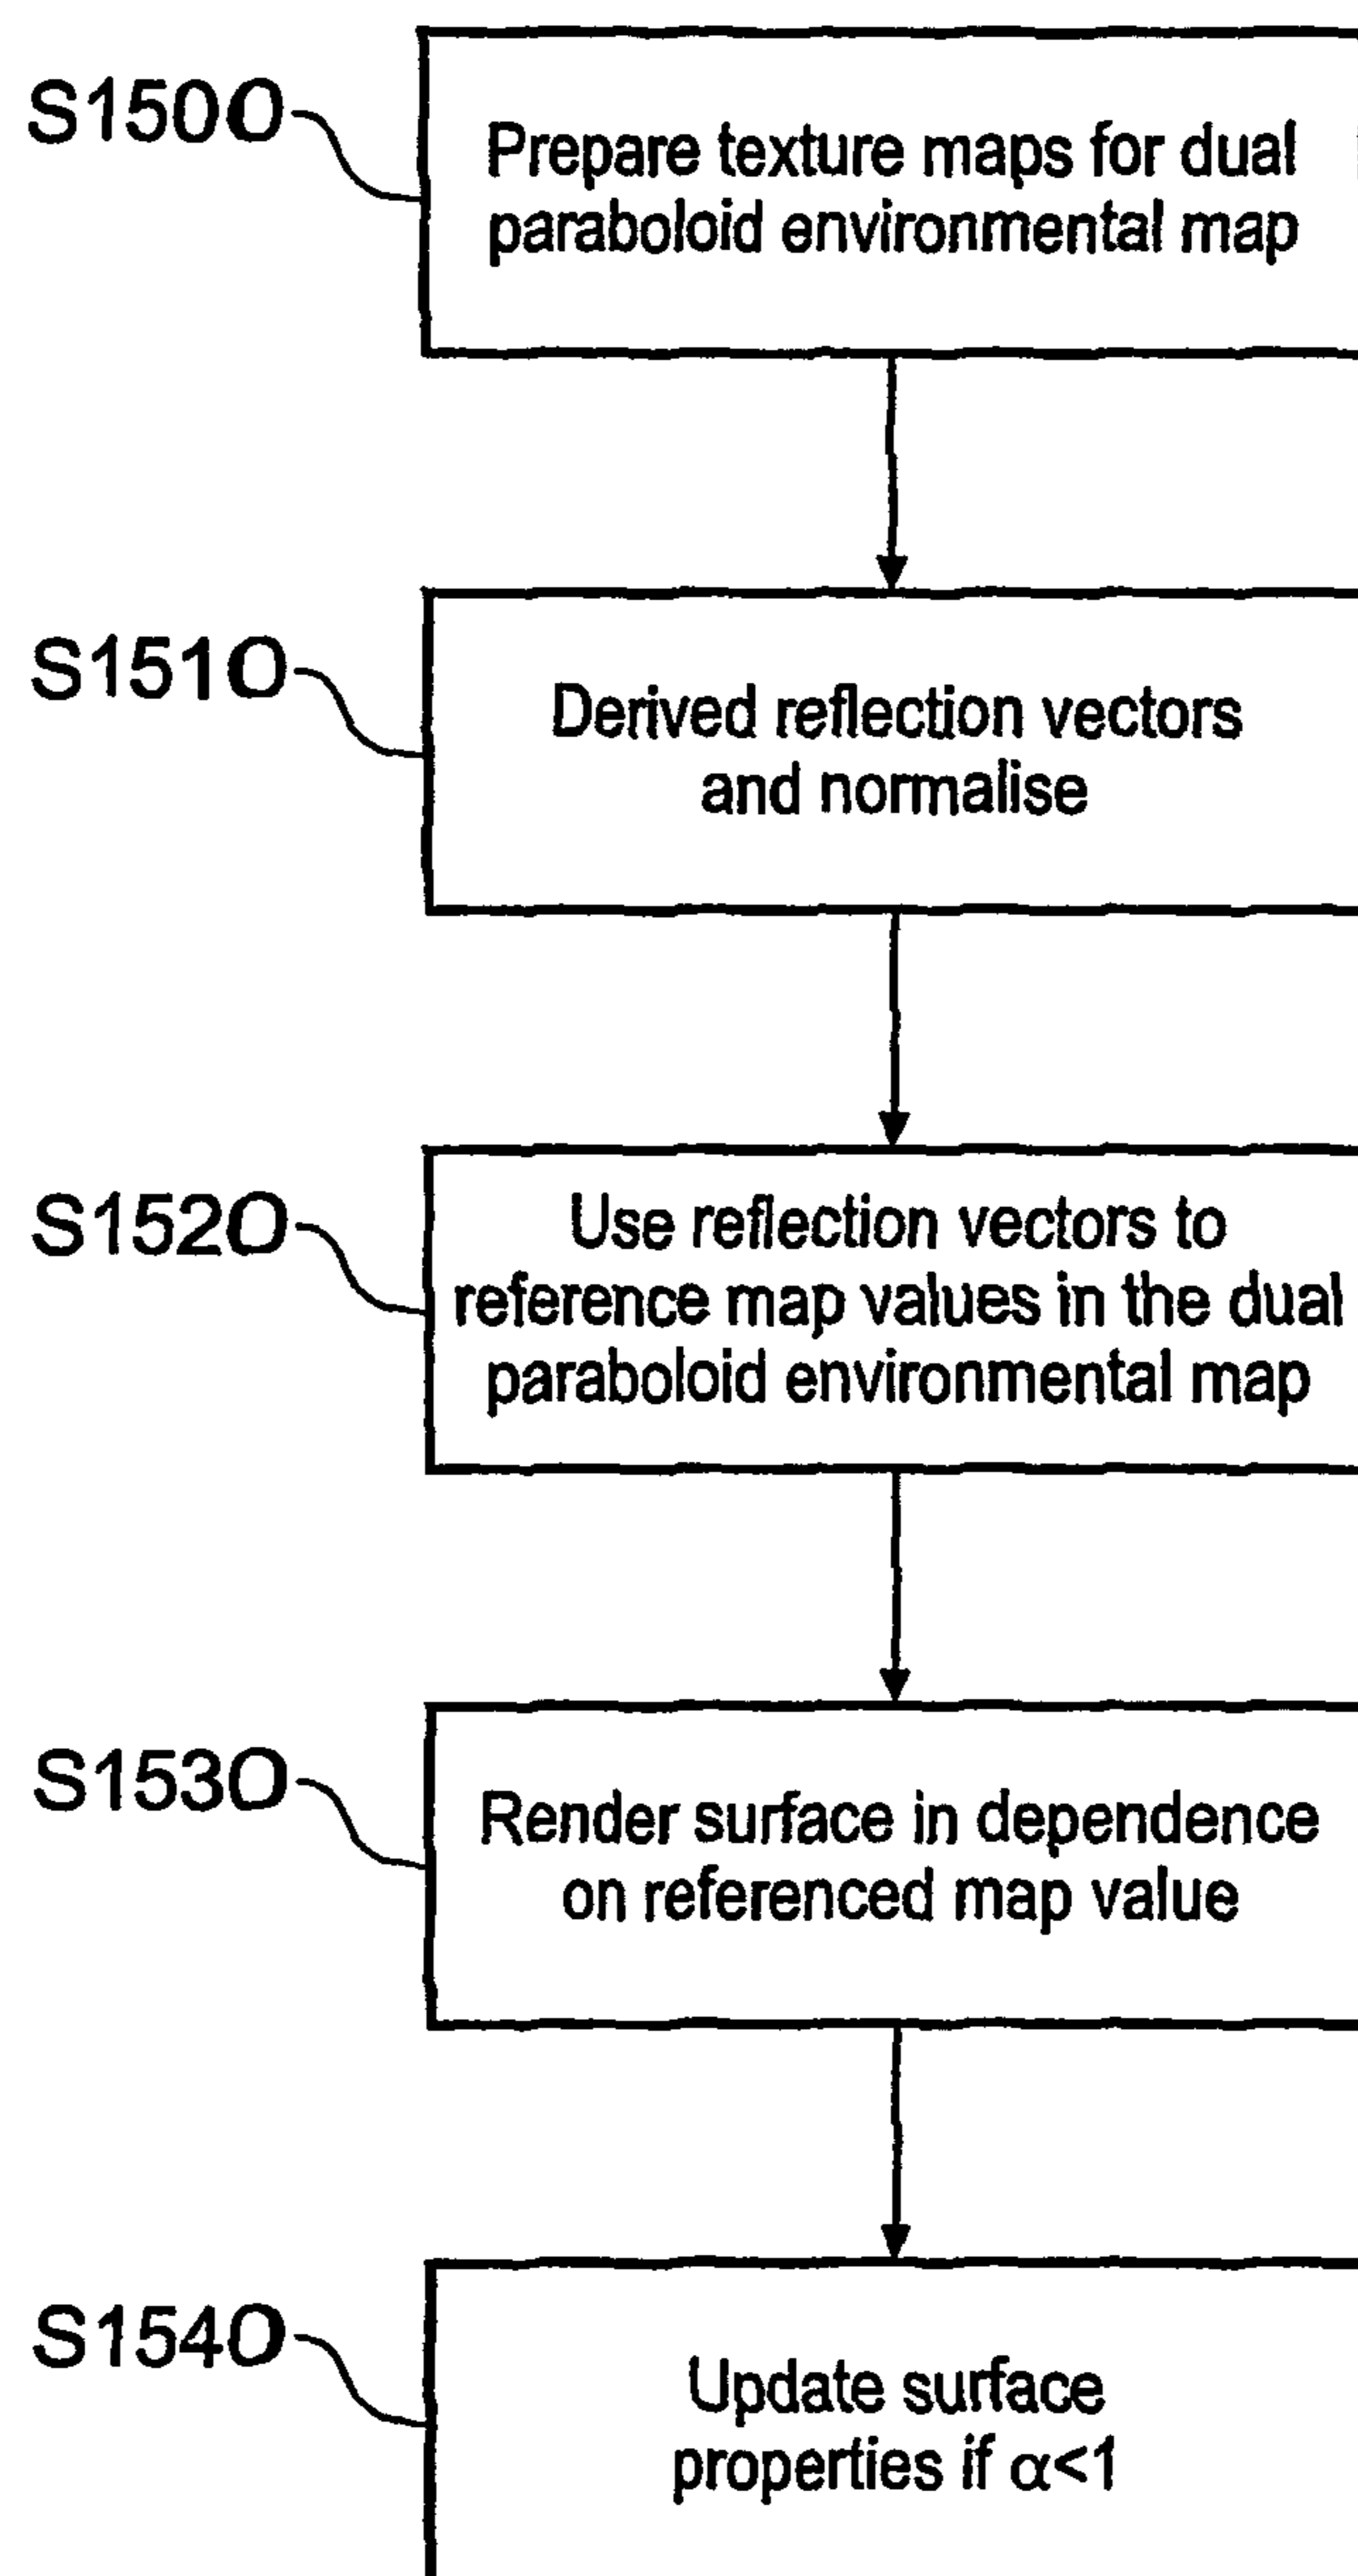 S1500
Prepare texture maps for dual
paraboloid environmental map
S1510
Derived reflection vectors
and normalise
S1520
Use reflection vectors to
reference map values in the dual
paraboloid environmental map
S1530
Render surface in dependence
on referenced map value
S1540
Update surface
properties if α<1